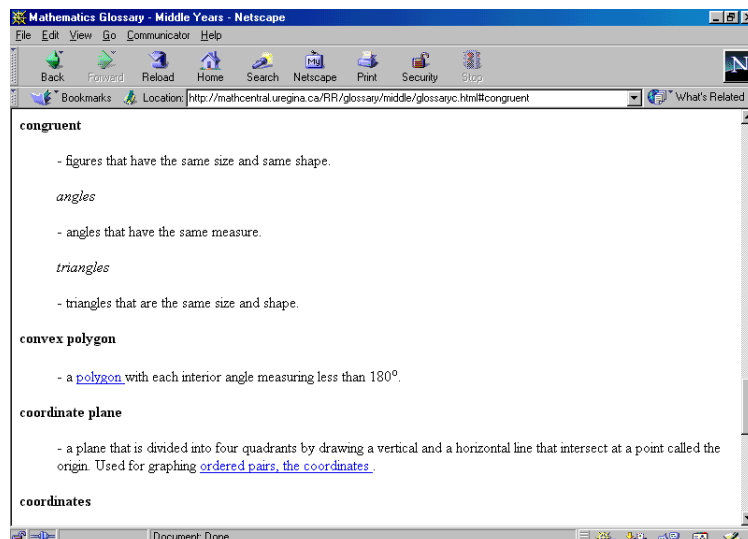 Mathematics Glossary - Middle Years - Netscape
File Edit View Go Communicator Help
Back Forward Reload Home Search Netscape Print Security Stop
Bookmarks Location: http://mathcentral.uregina.ca/RR/glossary/middle/glossaryc.html#congruent What's Related
congruent
- figures that have the same size and same shape.
angles
- angles that have the same measure.
triangles
- triangles that are the same size and shape.
convex polygon
- a polygon with each interior angle measuring less than 180º.
coordinate plane
- a plane that is divided into four quadrants by drawing a vertical and a horizontal line that intersect at a point called the
origin. Used for graphing ordered pairs, the coordinates .
coordinates
Document: Done